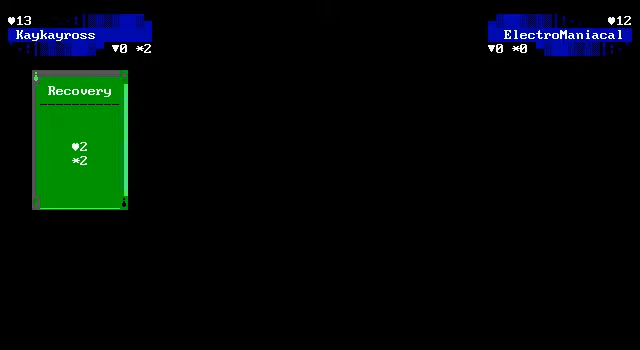 ♥13
Kaykayross
▼0 *2
♥12
ElectroManiacal
▼0 *0
Recovery
♥2
*2